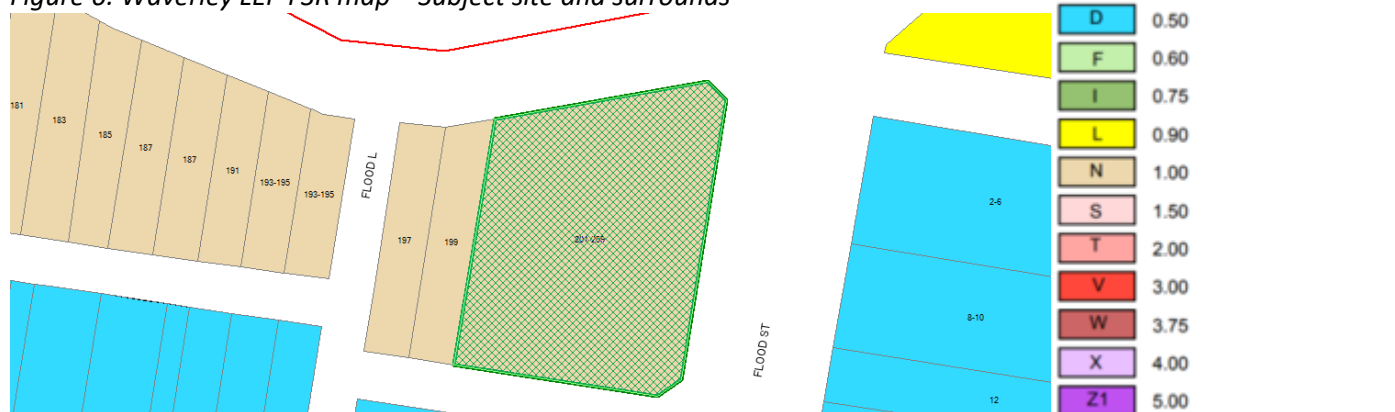 Figure 6: Waverley LEP FSR map – Subject site and surrounds
181
183
185
187
187
191
193-195
193-195
FLOOD L
197
199
FLOOD ST
2-6
8-10
12
D 0.50
F 0.60
I 0.75
L 0.90
N 1.00
S 1.50
T 2.00
V 3.00
W 3.75
X 4.00
Z1 5.00